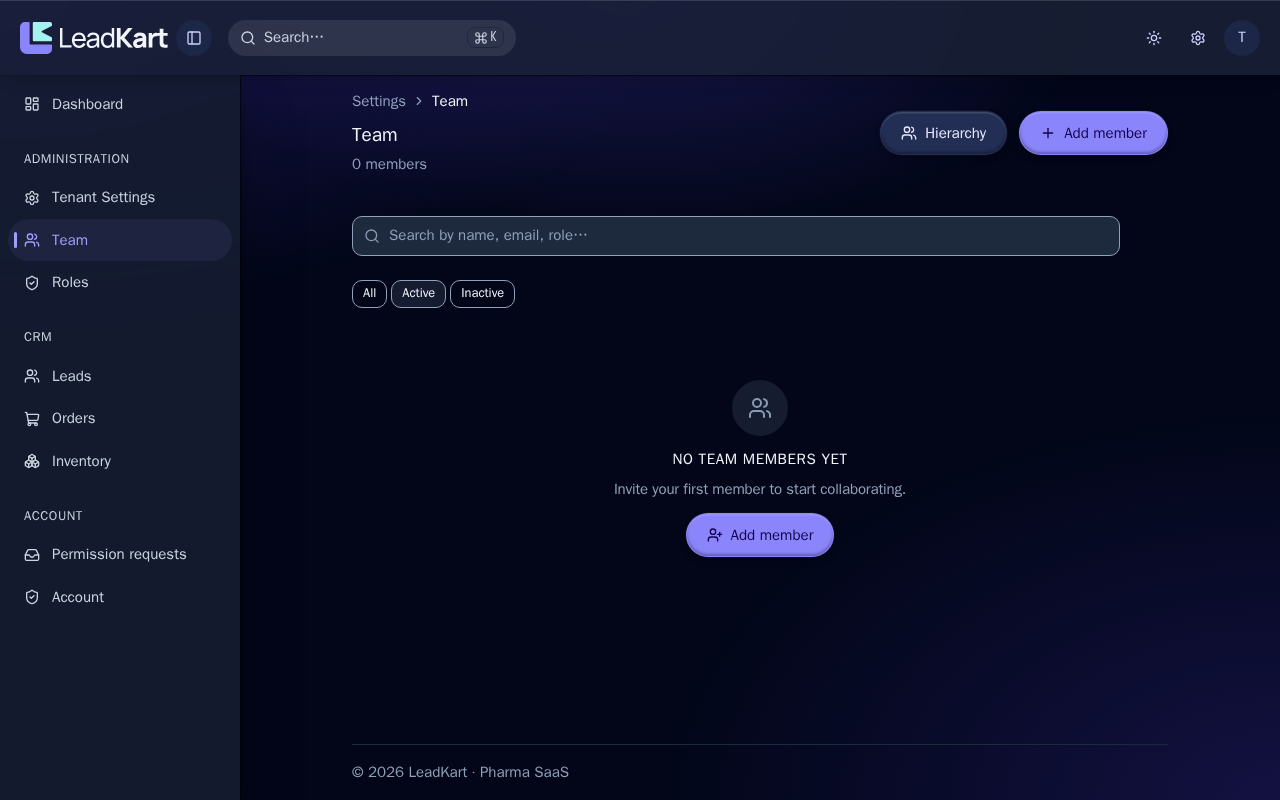 LeadKart
Search…
⌘K
T
Dashboard
ADMINISTRATION
Tenant Settings
Team
Roles
CRM
Leads
Orders
Inventory
ACCOUNT
Permission requests
Account
Settings > Team
Team
0 members
Hierarchy
Add member
Search by name, email, role…
All
Active
Inactive
NO TEAM MEMBERS YET
Invite your first member to start collaborating.
Add member
© 2026 LeadKart · Pharma SaaS